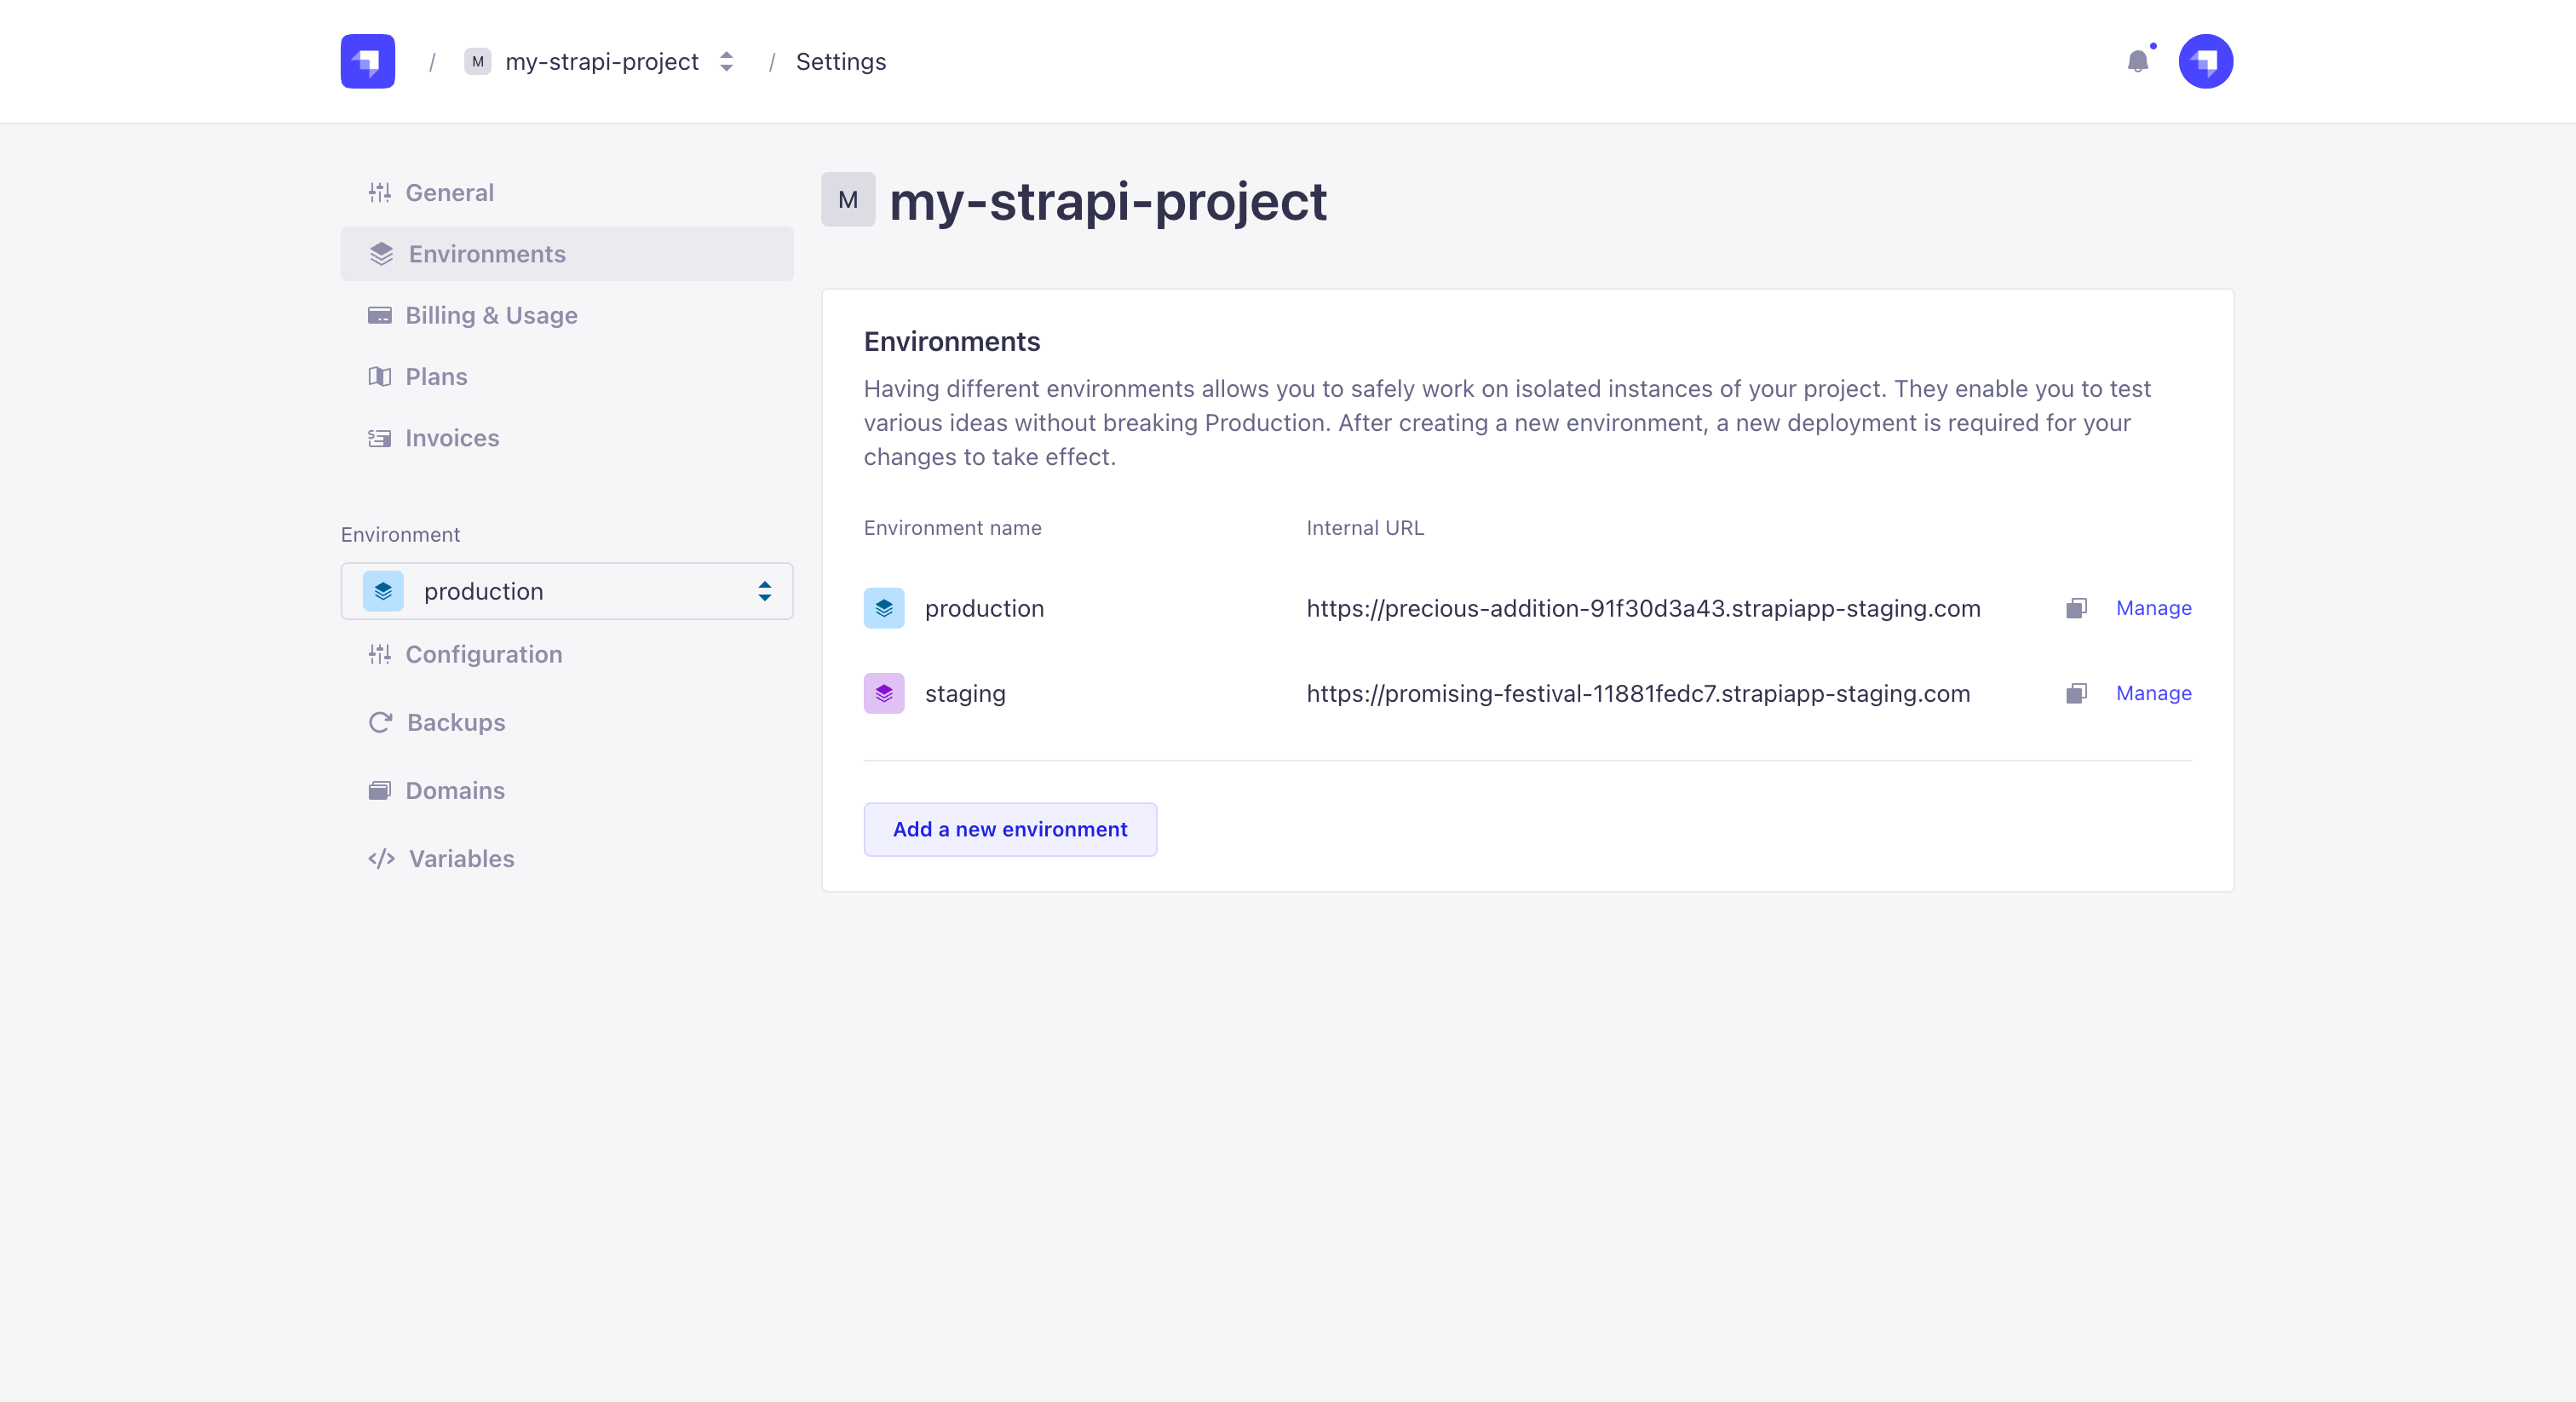 / M my-strapi-project / Settings
General
Environments
Billing & Usage
Plans
Invoices
Environment
production
Configuration
Backups
Domains
Variables
M my-strapi-project
Environments
Having different environments allows you to safely work on isolated instances of your project. They enable you to test
various ideas without breaking Production. After creating a new environment, a new deployment is required for your
changes to take effect.
Environment name Internal URL
production https://precious-addition-91f30d3a43.strapiapp-staging.com Manage
staging https://promising-festival-11881fedc7.strapiapp-staging.com Manage
Add a new environment